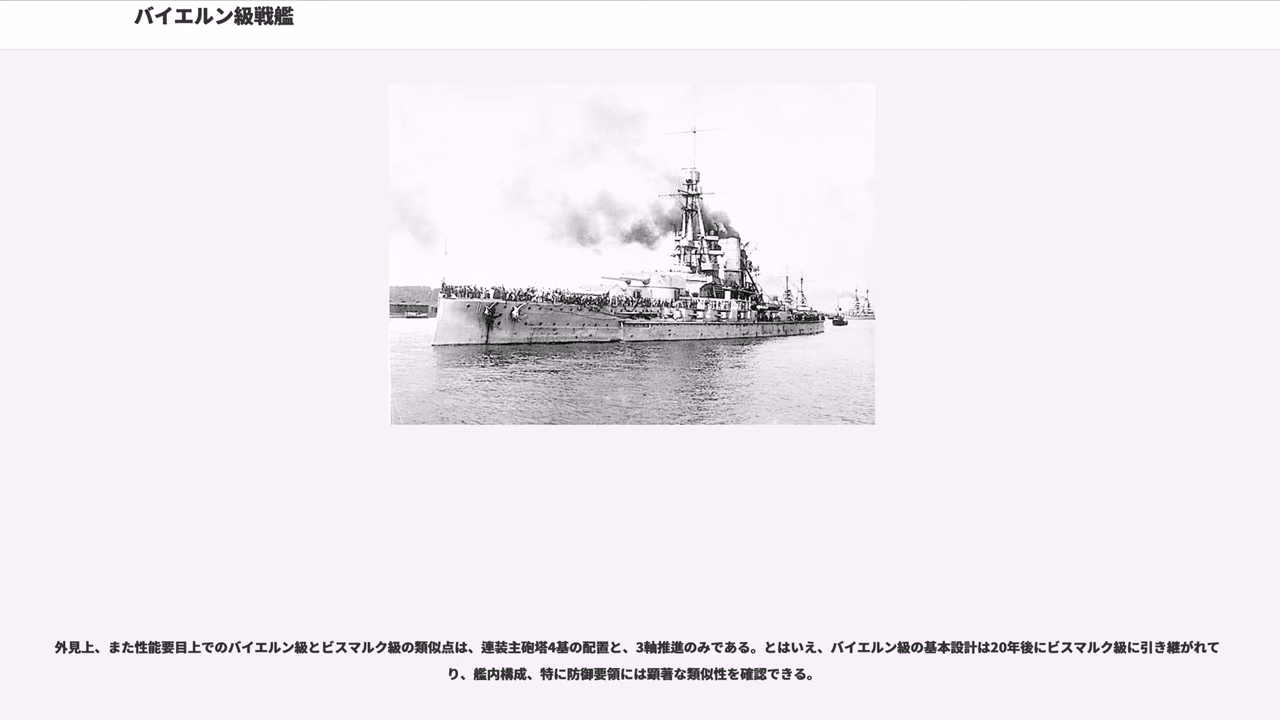 バイエルン級戦艦
外見上、また性能要目上でのバイエルン級とビスマルク級の類似点は、連装主砲塔4基の配置と、3軸推進のみである。とはいえ、バイエルン級の基本設計は20年後にビスマルク級に引き継がれて
り、艦内構成、特に防御要領には顕著な類似性を確認できる。